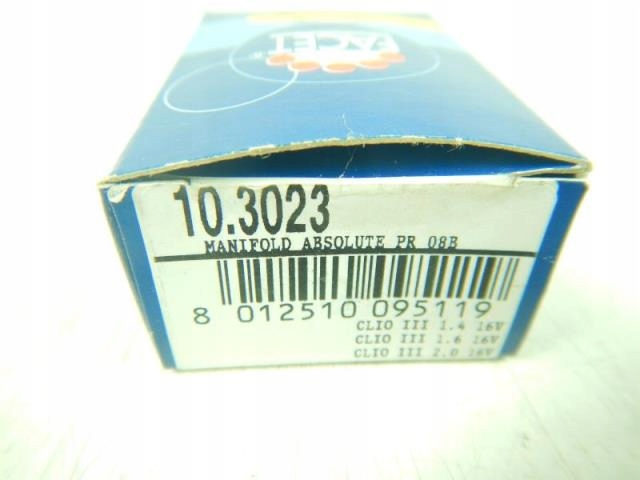 FACET
10.3023
MANIFOLD ABSOLUTE PR 08B
8 012510 095119
CLIO III 1.4 16V
CLIO III 1.6 16V
CLIO III 2.0 16V